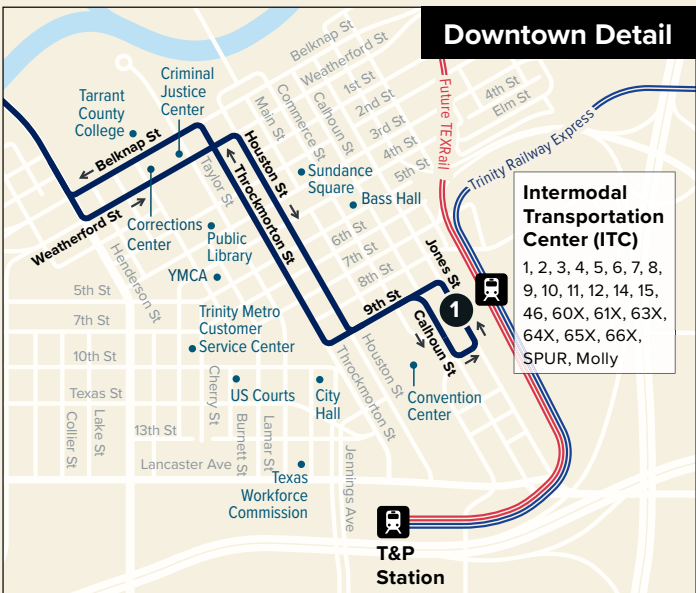 Downtown Detail
Belknap St
Weatherford St
1st St
2nd St
3rd St
4th St
5th St
Main St
Commerce St
Calhoun St
4th St
Elm St
Future TEXRail
Trinity Railway Express
Criminal
Justice
Center
Tarrant
County
College
Belknap St
Houston St
Throckmorton St
Taylor St
Sundance
Square
Bass Hall
Weatherford St
Corrections
Center
Public
Library
YMCA
Henderson St
6th St
7th St
8th St
9th St
Jones St
Calhoun St
1
Intermodal
Transportation
Center (ITC)
1, 2, 3, 4, 5, 6, 7, 8,
9, 10, 11, 12, 14, 15,
46, 60X, 61X, 63X,
64X, 65X, 66X,
SPUR, Molly
5th St
7th St
10th St
Texas St
13th St
Lancaster Ave
Trinity Metro
Customer
Service Center
Houston St
Throckmorton St
Convention
Center
US Courts
City
Hall
Cherry St
Burnett St
Lamar St
Collier St
Lake St
Jennings Ave
Texas
Workforce
Commission
T&P
Station